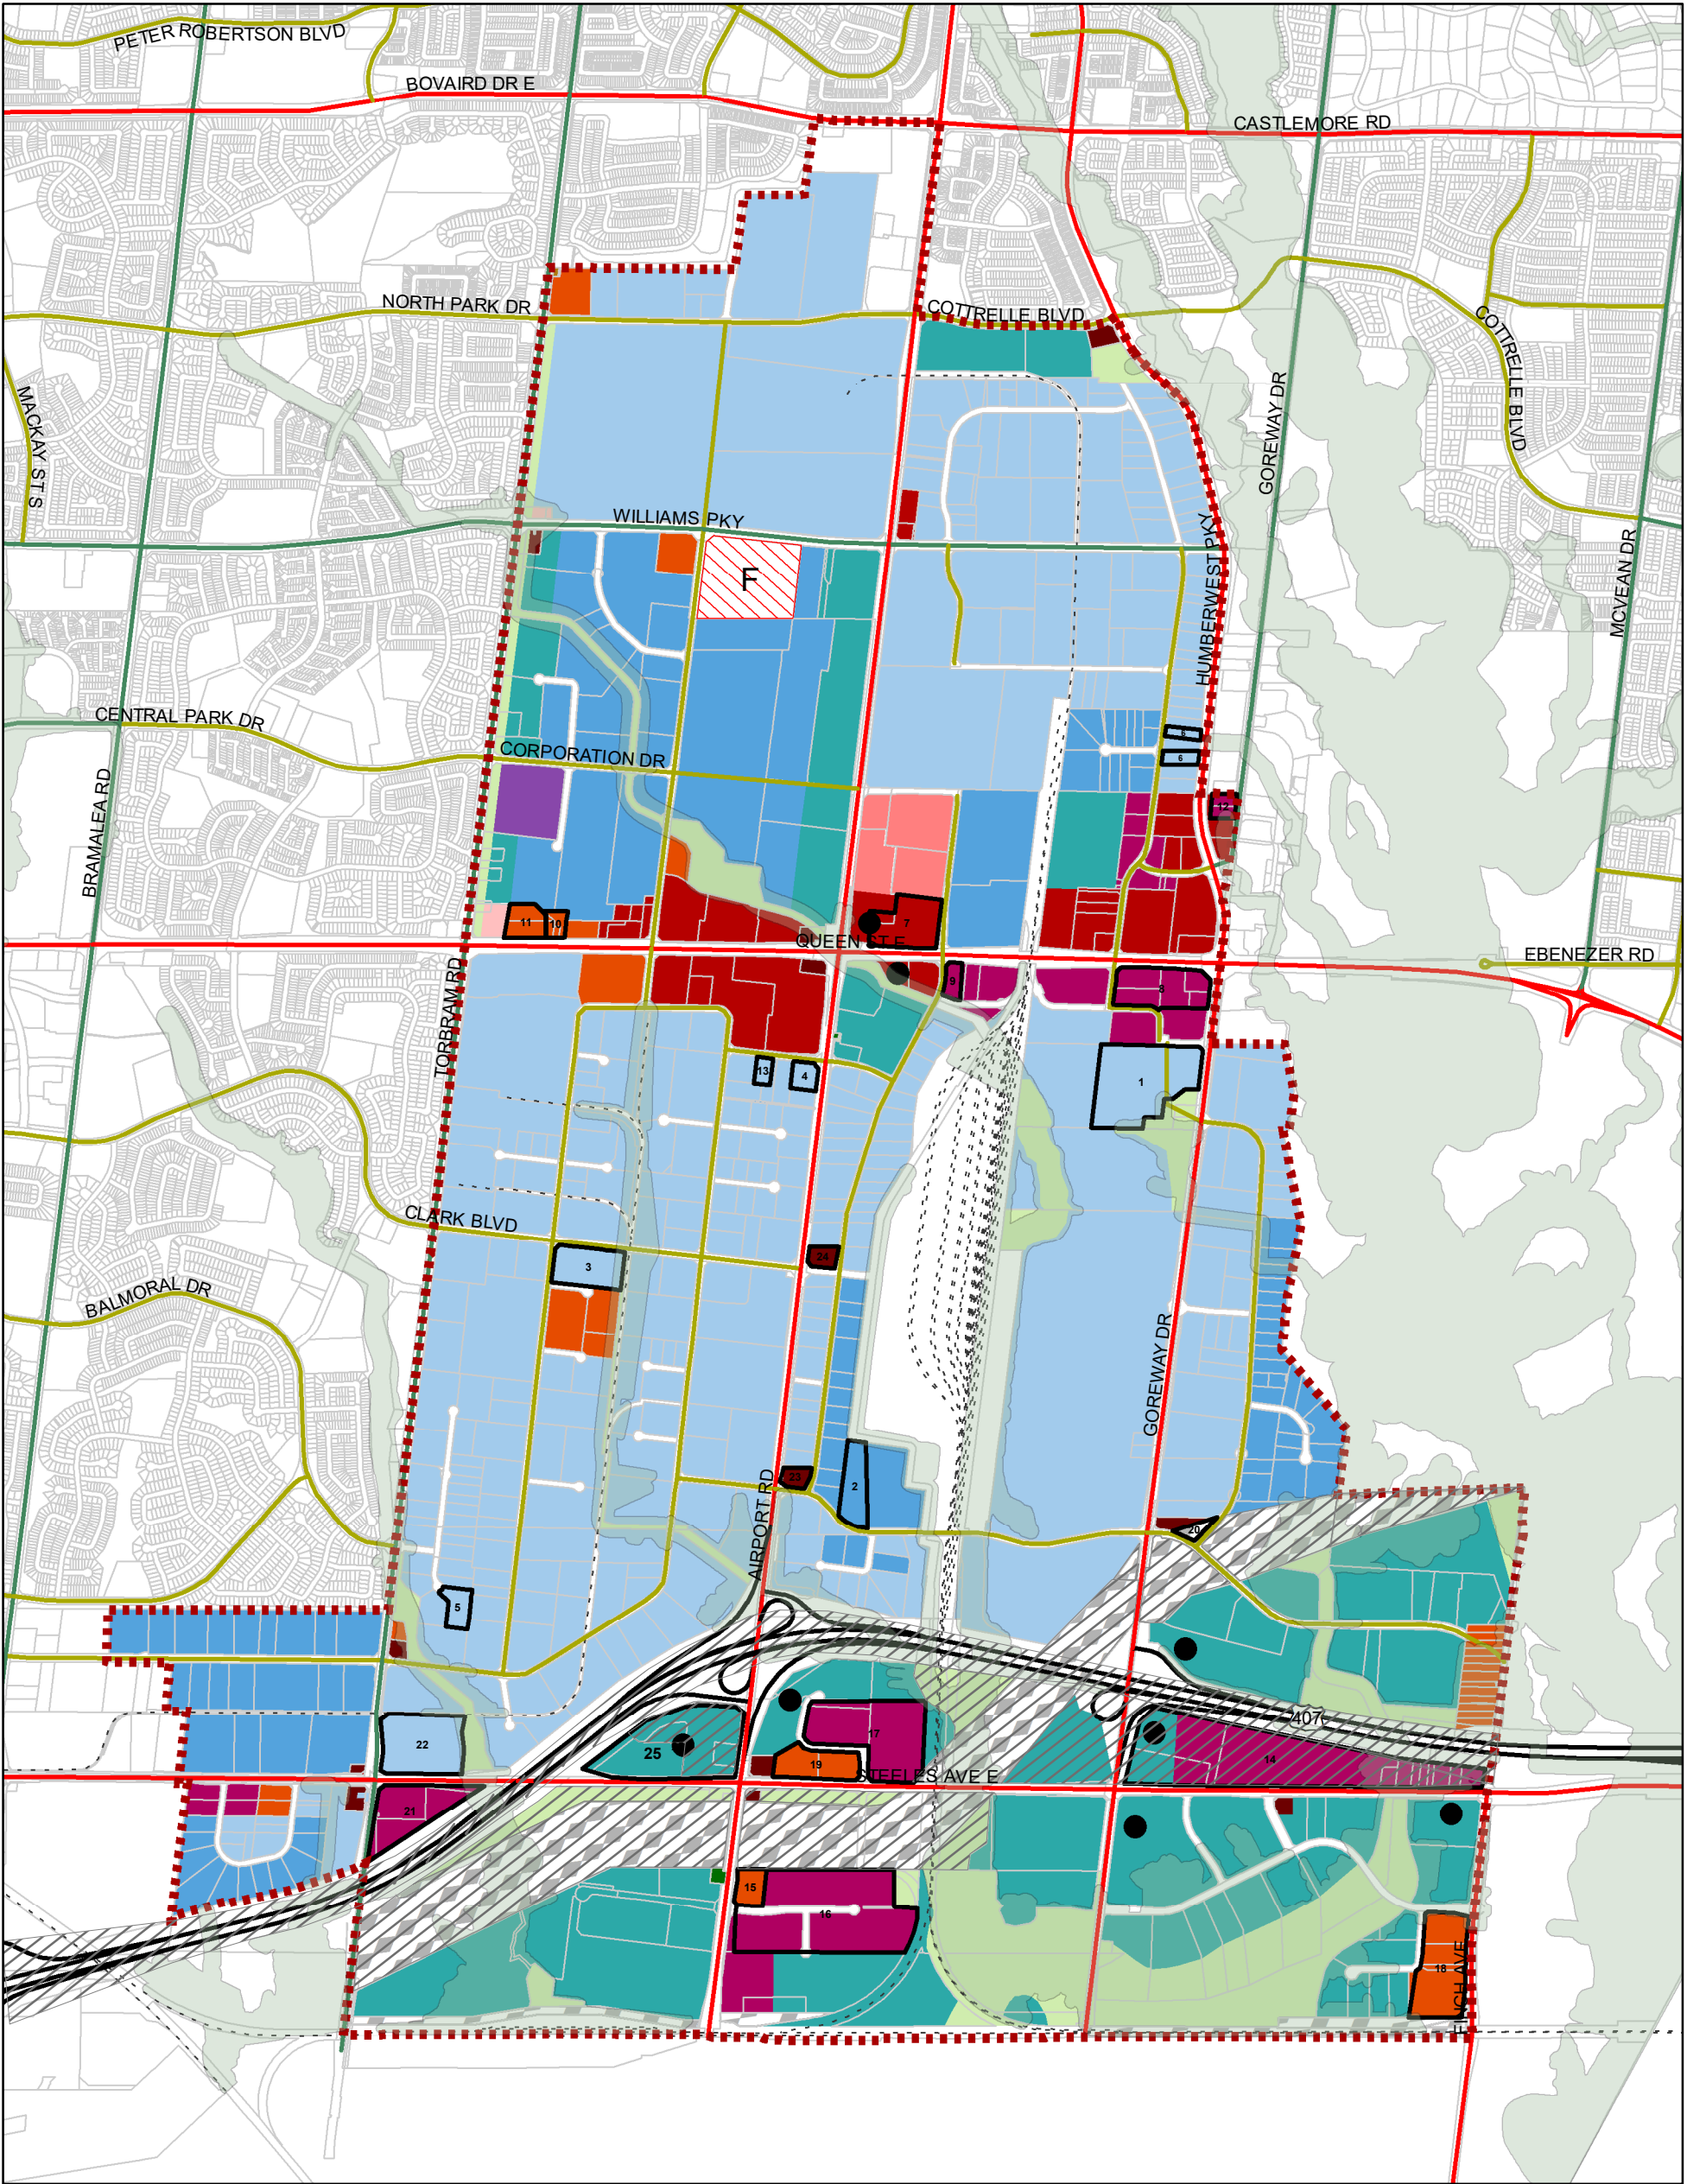 PETER ROBERTSON BLVD
BOVAIRD DR E
CASTLEMORE RD
NORTH PARK DR
COTTRELLE BLVD
COTTRELLE BLVD
MACKAY ST S
GOREWAY DR
WILLIAMS PKY
MCVEAN DR
F
HUMBERWEST PKY
CENTRAL PARK DR
CORPORATION DR
6
6
BRAMALEA RD
12
11
10
7
QUEEN ST E
EBENEZER RD
TORBRAM RD
9
8
13
4
1
CLARK BLVD
24
3
BALMORAL DR
GOREWAY DR
23
2
AIRPORT RD
20
5
407
22
25
17
14
19
STEELES AVE E
21
15
16
18
FINCH AVE